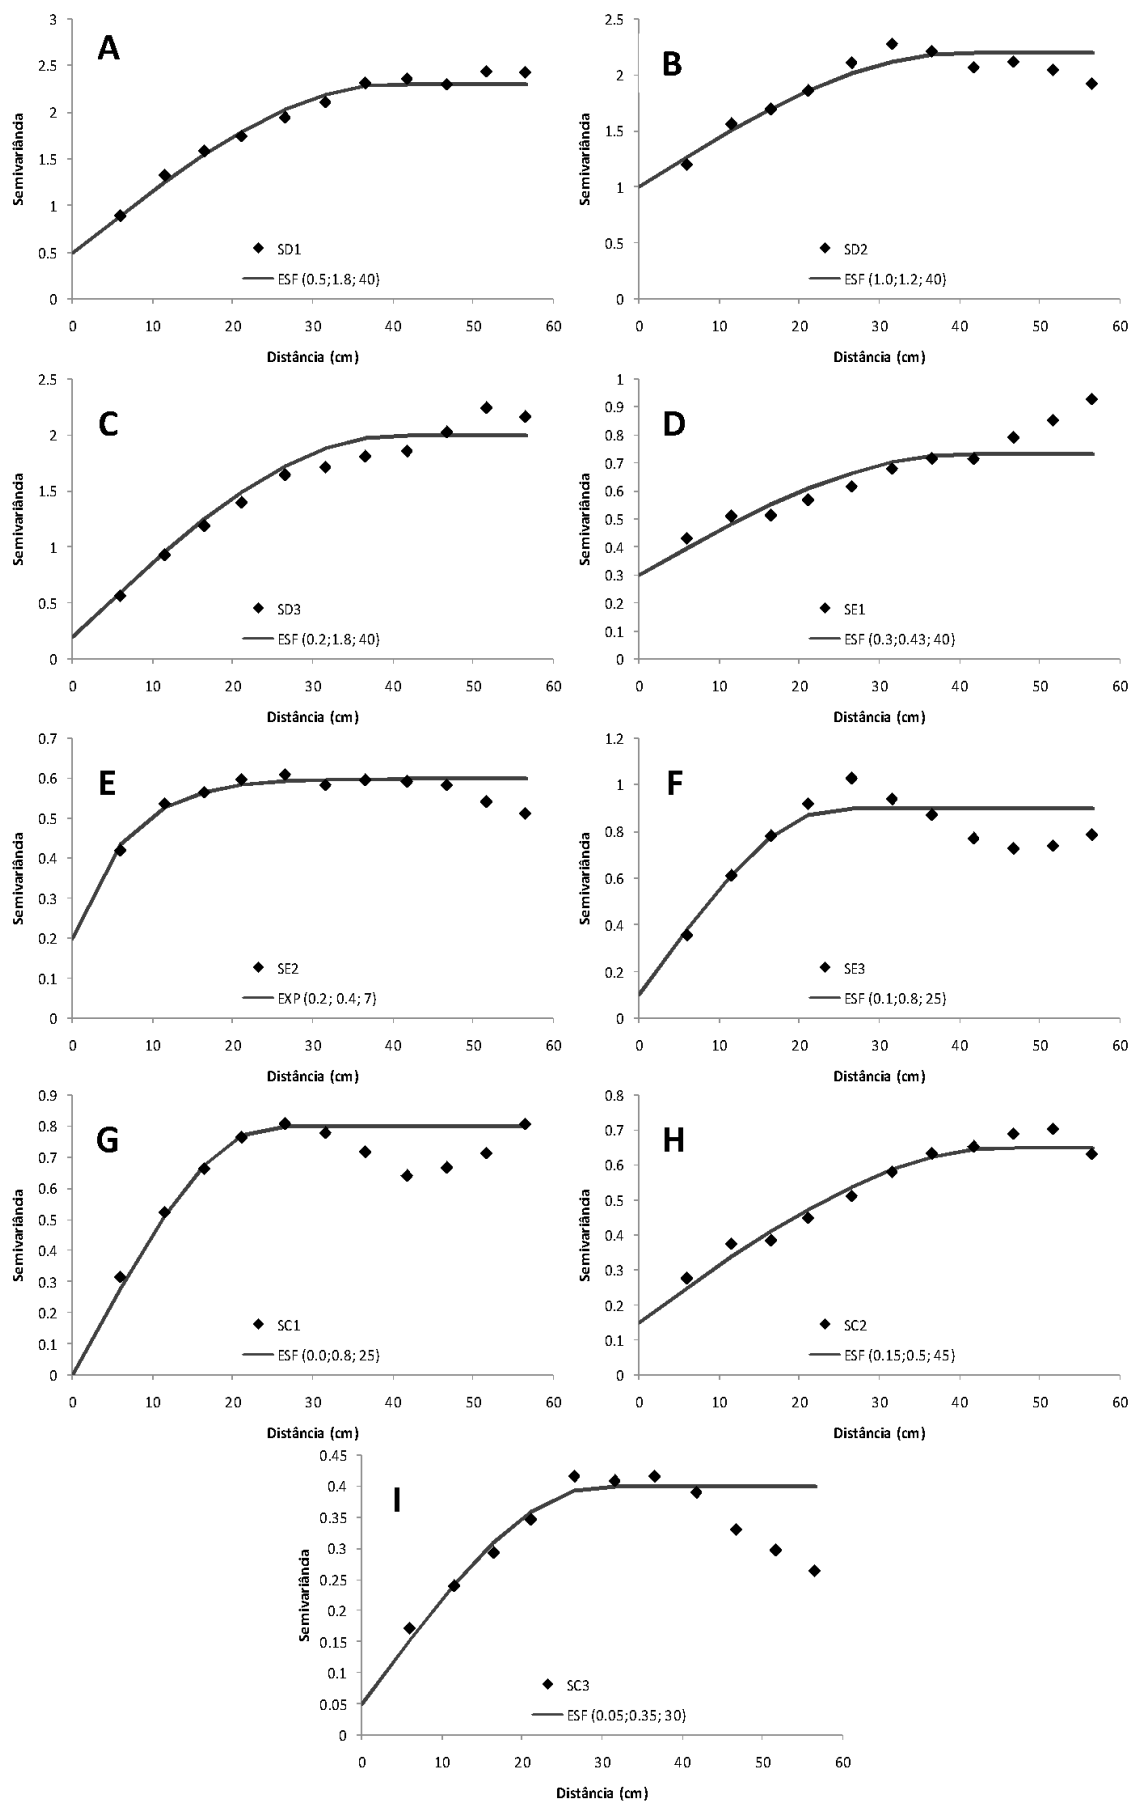 A
3
2.5
2
1.5
1
0.5
0
Semivariância
SD1
ESF (0.5;1.8; 40)
0 10 20 30 40 50 60
Distância (cm)
B
2.5
2
1.5
1
0.5
0
Semivariância
SD2
ESF (1.0;1.2; 40)
0 10 20 30 40 50 60
Distância (cm)
C
2.5
2
1.5
1
0.5
0
Semivariância
SD3
ESF (0.2;1.8; 40)
0 10 20 30 40 50 60
Distância (cm)
D
1
0.9
0.8
0.7
0.6
0.5
0.4
0.3
0.2
0.1
0
Semivariância
SE1
ESF (0.3;0.43; 40)
0 10 20 30 40 50 60
Distância (cm)
E
0.7
0.6
0.5
0.4
0.3
0.2
0.1
0
Semivariância
SE2
EXP (0.2; 0.4; 7)
0 10 20 30 40 50 60
Distância (cm)
F
1.2
1
0.8
0.6
0.4
0.2
0
Semivariância
SE3
ESF (0.1;0.8; 25)
0 10 20 30 40 50 60
Distância (cm)
G
0.9
0.8
0.7
0.6
0.5
0.4
0.3
0.2
0.1
0
Semivariância
SC1
ESF (0.0;0.8; 25)
0 10 20 30 40 50 60
Distância (cm)
H
0.8
0.7
0.6
0.5
0.4
0.3
0.2
0.1
0
Semivariância
SC2
ESF (0.15;0.5; 45)
0 10 20 30 40 50 60
Distância (cm)
I
0.45
0.4
0.35
0.3
0.25
0.2
0.15
0.1
0.05
0
Semivariância
SC3
ESF (0.05;0.35; 30)
0 10 20 30 40 50 60
Distância (cm)